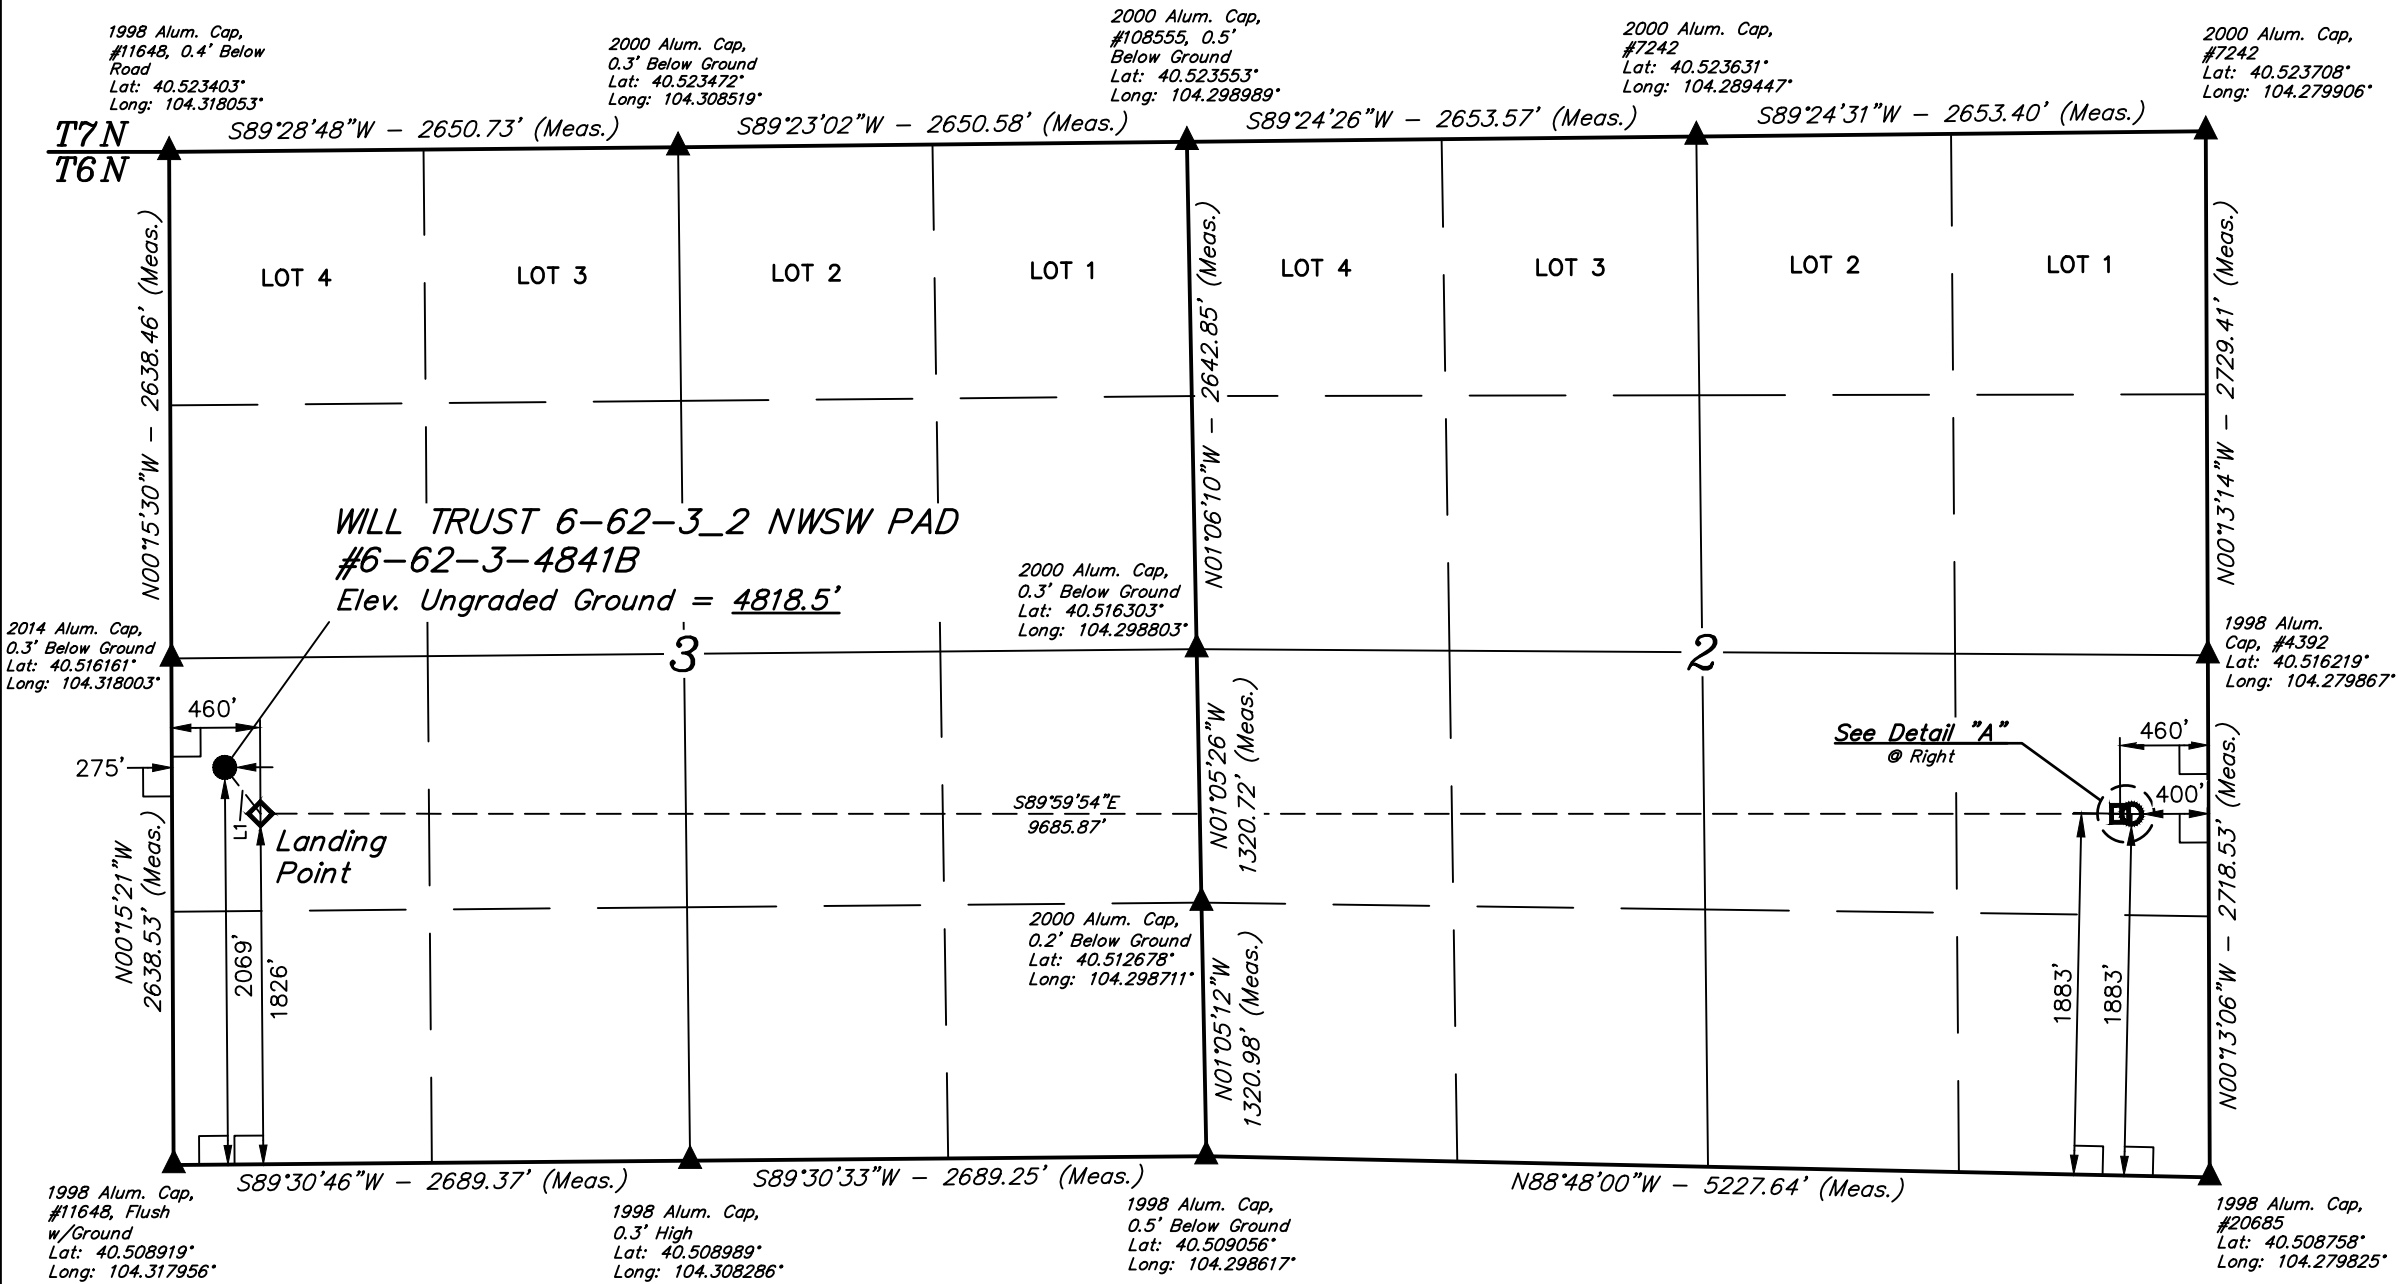 1998 Alum. Cap,
#11648, 0.4' Below
Road
Lat: 40.523403°
Long: 104.318053°
2000 Alum. Cap,
0.3' Below Ground
Lat: 40.523472°
Long: 104.308519°
2000 Alum. Cap,
#108555, 0.5'
Below Ground
Lat: 40.523553°
Long: 104.298989°
2000 Alum. Cap,
#7242
Lat: 40.523631°
Long: 104.289447°
2000 Alum. Cap,
#7242
Lat: 40.523708°
Long: 104.279906°
T7N
T6N
S89°28'48"W - 2650.73' (Meas.)
S89°23'02"W - 2650.58' (Meas.)
S89°24'26"W - 2653.57' (Meas.)
S89°24'31"W - 2653.40' (Meas.)
N00°15'30"W - 2638.46' (Meas.)
LOT 4
LOT 3
LOT 2
LOT 1
N01°06'10"W - 2642.85' (Meas.)
LOT 4
LOT 3
LOT 2
LOT 1
N00°13'14"W - 2729.41' (Meas.)
WILL TRUST 6-62-3_2 NWSW PAD
#6-62-3-4841B
Elev. Ungraded Ground = 4818.5'
2014 Alum. Cap,
0.3' Below Ground
Lat: 40.516161°
Long: 104.318003°
3
2000 Alum. Cap,
0.3' Below Ground
Lat: 40.516303°
Long: 104.298803°
2
1998 Alum.
Cap, #4392
Lat: 40.516219°
Long: 104.279867°
460'
275'
L1
Landing
Point
S89°59'54"E
9685.87'
N01°05'26"W
1320.72' (Meas.)
See Detail "A"
@ Right
460'
400'
N00°15'21"W
2638.53' (Meas.)
2069'
1826'
2000 Alum. Cap,
0.2' Below Ground
Lat: 40.512678°
Long: 104.298711°
N01°05'12"W
1320.98' (Meas.)
1883'
1883'
N00°13'06"W - 2718.53' (Meas.)
S89°30'46"W - 2689.37' (Meas.)
S89°30'33"W - 2689.25' (Meas.)
N88°48'00"W - 5227.64' (Meas.)
1998 Alum. Cap,
#11648, Flush
w/Ground
Lat: 40.508919°
Long: 104.317956°
1998 Alum. Cap,
0.3' High
Lat: 40.508989°
Long: 104.308286°
1998 Alum. Cap,
0.5' Below Ground
Lat: 40.509056°
Long: 104.298617°
1998 Alum. Cap,
#20685
Lat: 40.508758°
Long: 104.279825°